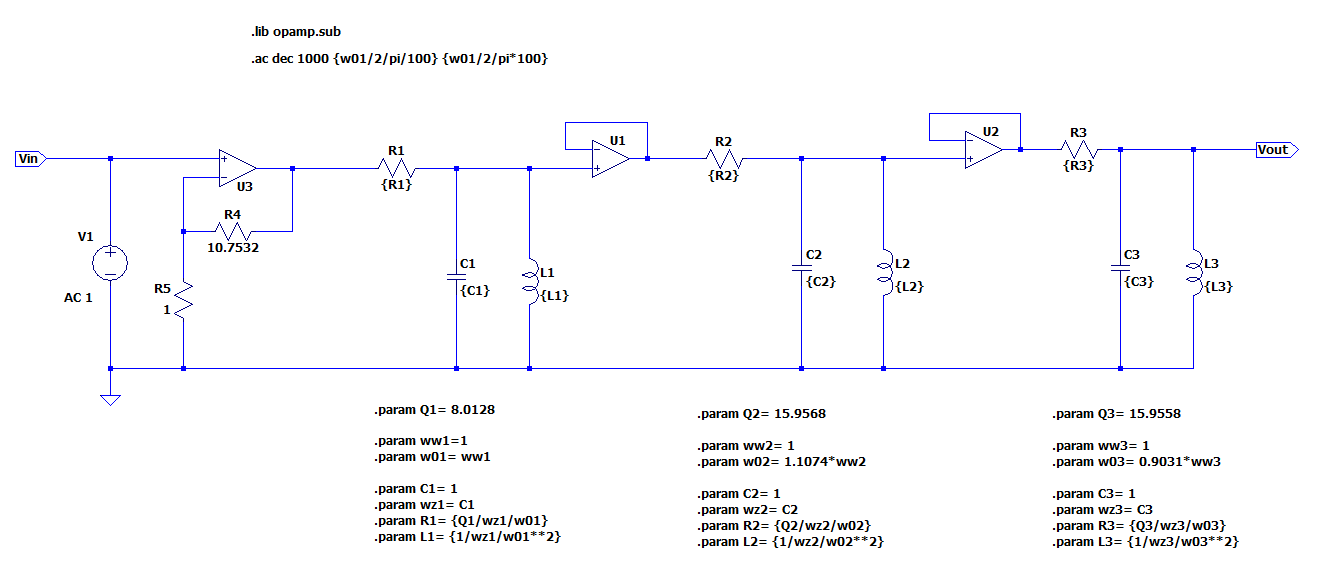 .lib opamp.sub
.ac dec 1000 {w01/2/pi/100} {w01/2/pi*100}
Vin
V1
AC 1
U3
R4
10.7532
R5
1
R1
{R1}
C1
{C1}
L1
{L1}
U1
R2
{R2}
C2
{C2}
L2
{L2}
U2
R3
{R3}
C3
{C3}
L3
{L3}
Vout
.param Q1= 8.0128
.param ww1=1
.param w01= ww1
.param C1= 1
.param wz1= C1
.param R1= {Q1/wz1/w01}
.param L1= {1/wz1/w01**2}
.param Q2= 15.9568
.param ww2= 1
.param w02= 1.1074*ww2
.param C2= 1
.param wz2= C2
.param R2= {Q2/wz2/w02}
.param L2= {1/wz2/w02**2}
.param Q3= 15.9558
.param ww3= 1
.param w03= 0.9031*ww3
.param C3= 1
.param wz3= C3
.param R3= {Q3/wz3/w03}
.param L3= {1/wz3/w03**2}